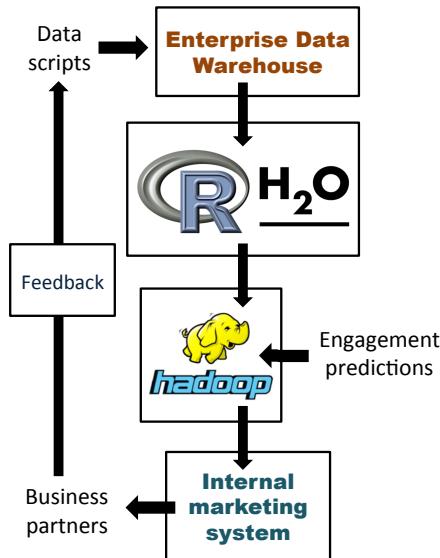 Data
scripts
Enterprise Data
Warehouse
R
H2O
Feedback
hadoop
Engagement
predictions
Business
partners
Internal
marketing
system